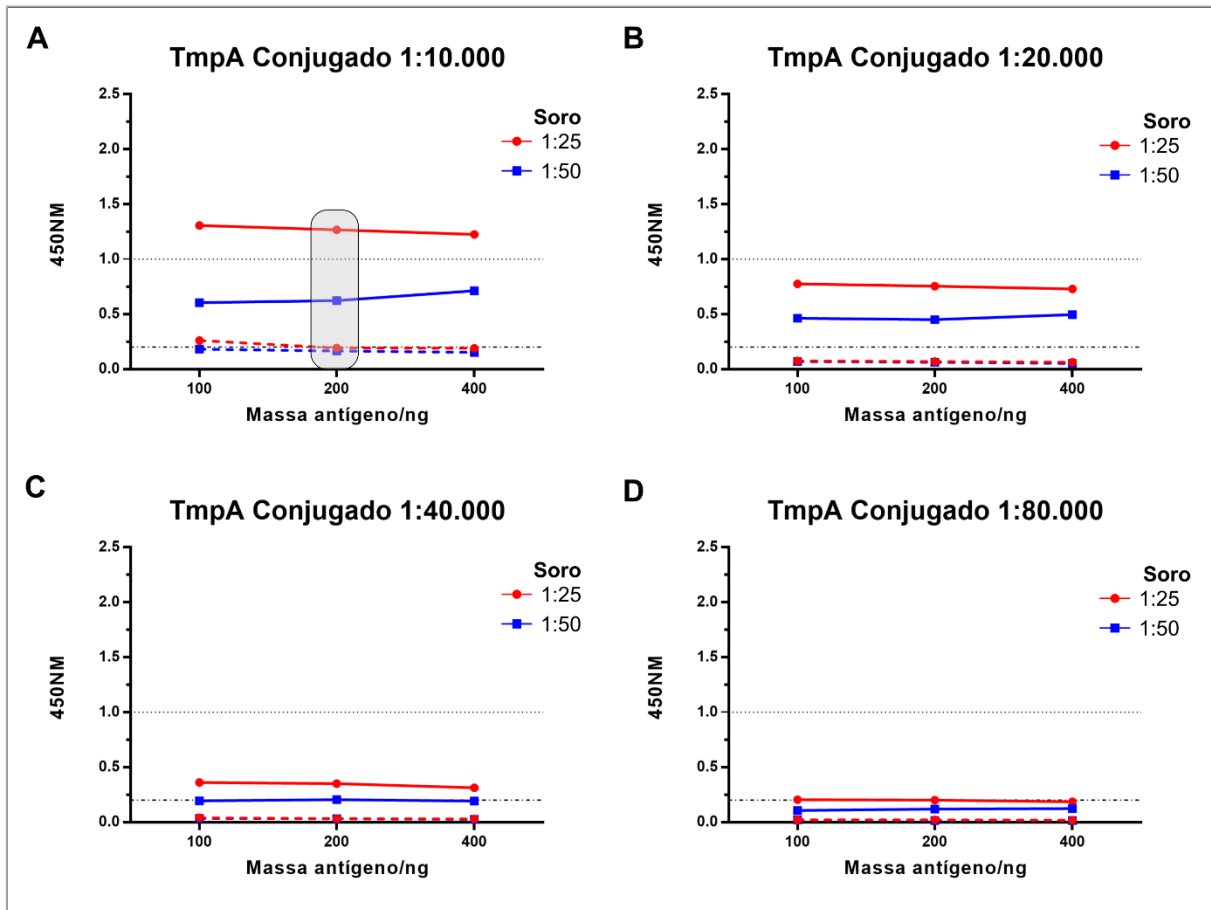 A
TmpA Conjugado 1:10.000
2.5
2.0
1.5
1.0
0.5
0.0
450NM
100
200
400
Massa antígeno/ng
Soro
1:25
1:50
B
TmpA Conjugado 1:20.000
2.5
2.0
1.5
1.0
0.5
0.0
450NM
100
200
400
Massa antígeno/ng
Soro
1:25
1:50
C
TmpA Conjugado 1:40.000
2.5
2.0
1.5
1.0
0.5
0.0
450NM
100
200
400
Massa antígeno/ng
Soro
1:25
1:50
D
TmpA Conjugado 1:80.000
2.5
2.0
1.5
1.0
0.5
0.0
450NM
100
200
400
Massa antígeno/ng
Soro
1:25
1:50